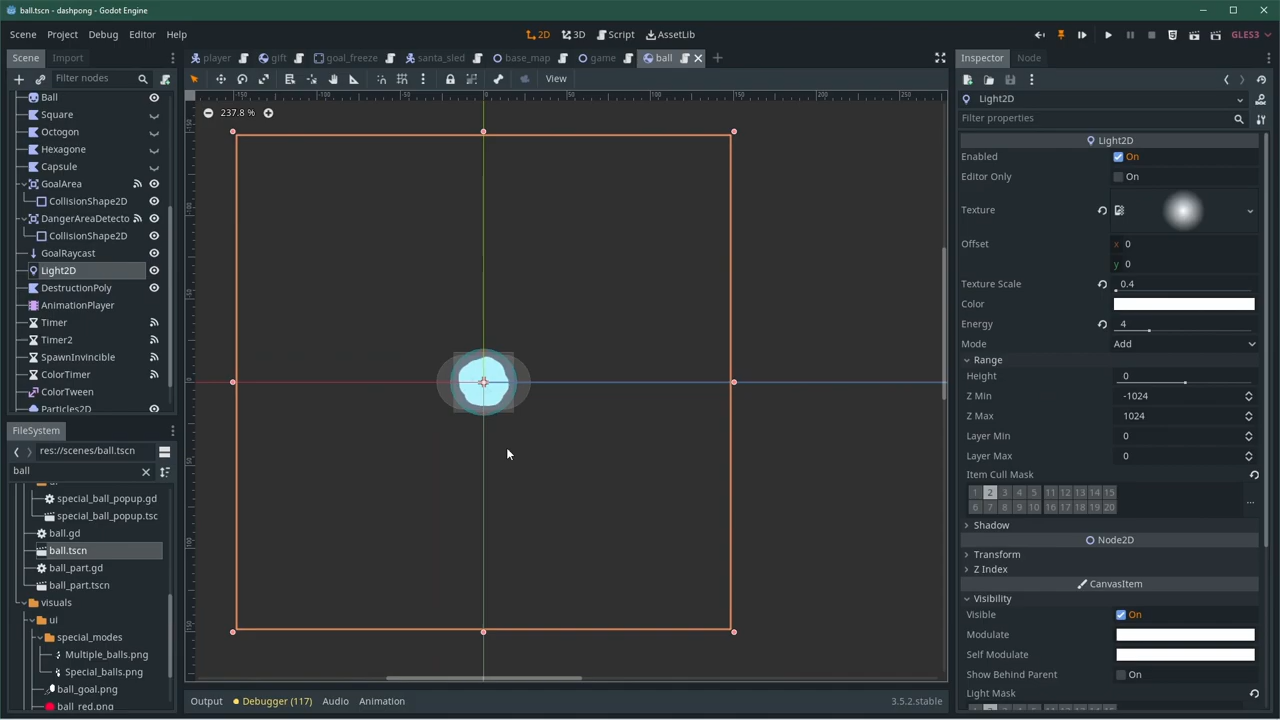 ball.tscn - dashpong - Godot Engine
Scene Project Debug Editor Help
2D 3D Script AssetLib
GLES3
Scene Import
player gift goal_freeze santa_sled base_map game ball
Inspector Node
Filter nodes
View
Ball
Square
Octogon
Hexagone
Capsule
GoalArea
CollisionShape2D
DangerAreaDetecto
CollisionShape2D
GoalRaycast
Light2D
DestructionPoly
AnimationPlayer
Timer
Timer2
SpawnInvincible
ColorTimer
ColorTween
Particles2D
FileSystem
res://scenes/ball.tscn
ball
special_ball_popup.gd
special_ball_popup.tsc
ball.gd
ball.tscn
ball_part.gd
ball_part.tscn
visuals
ui
special_modes
Multiple_balls.png
Special_balls.png
ball_goal.png
ball_red.png
237.8 %
Output Debugger (117) Audio Animation
3.5.2.stable
Light2D
Filter properties
Light2D
Enabled On
Editor Only On
Texture
Offset x 0
y 0
Texture Scale 0.4
Color
Energy 4
Mode Add
Range
Height 0
Z Min -1024
Z Max 1024
Layer Min 0
Layer Max 0
Item Cull Mask
1 2 3 4 5 11 12 13 14 15
6 7 8 9 10 16 17 18 19 20
...
Shadow
Node2D
Transform
Z Index
CanvasItem
Visibility
Visible On
Modulate
Self Modulate
Show Behind Parent On
Light Mask